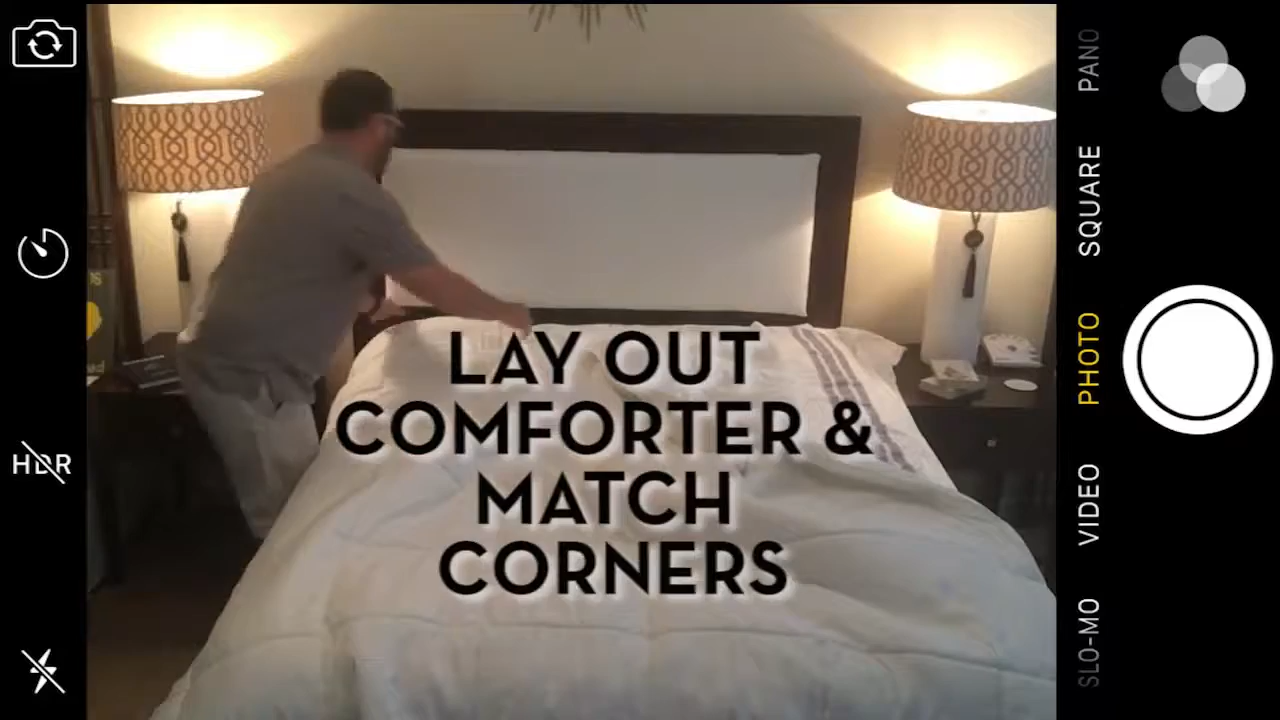 LAY OUT
COMFORTER &
MATCH
CORNERS
HDR
PANO
SQUARE
PHOTO
VIDEO
SLO-MO